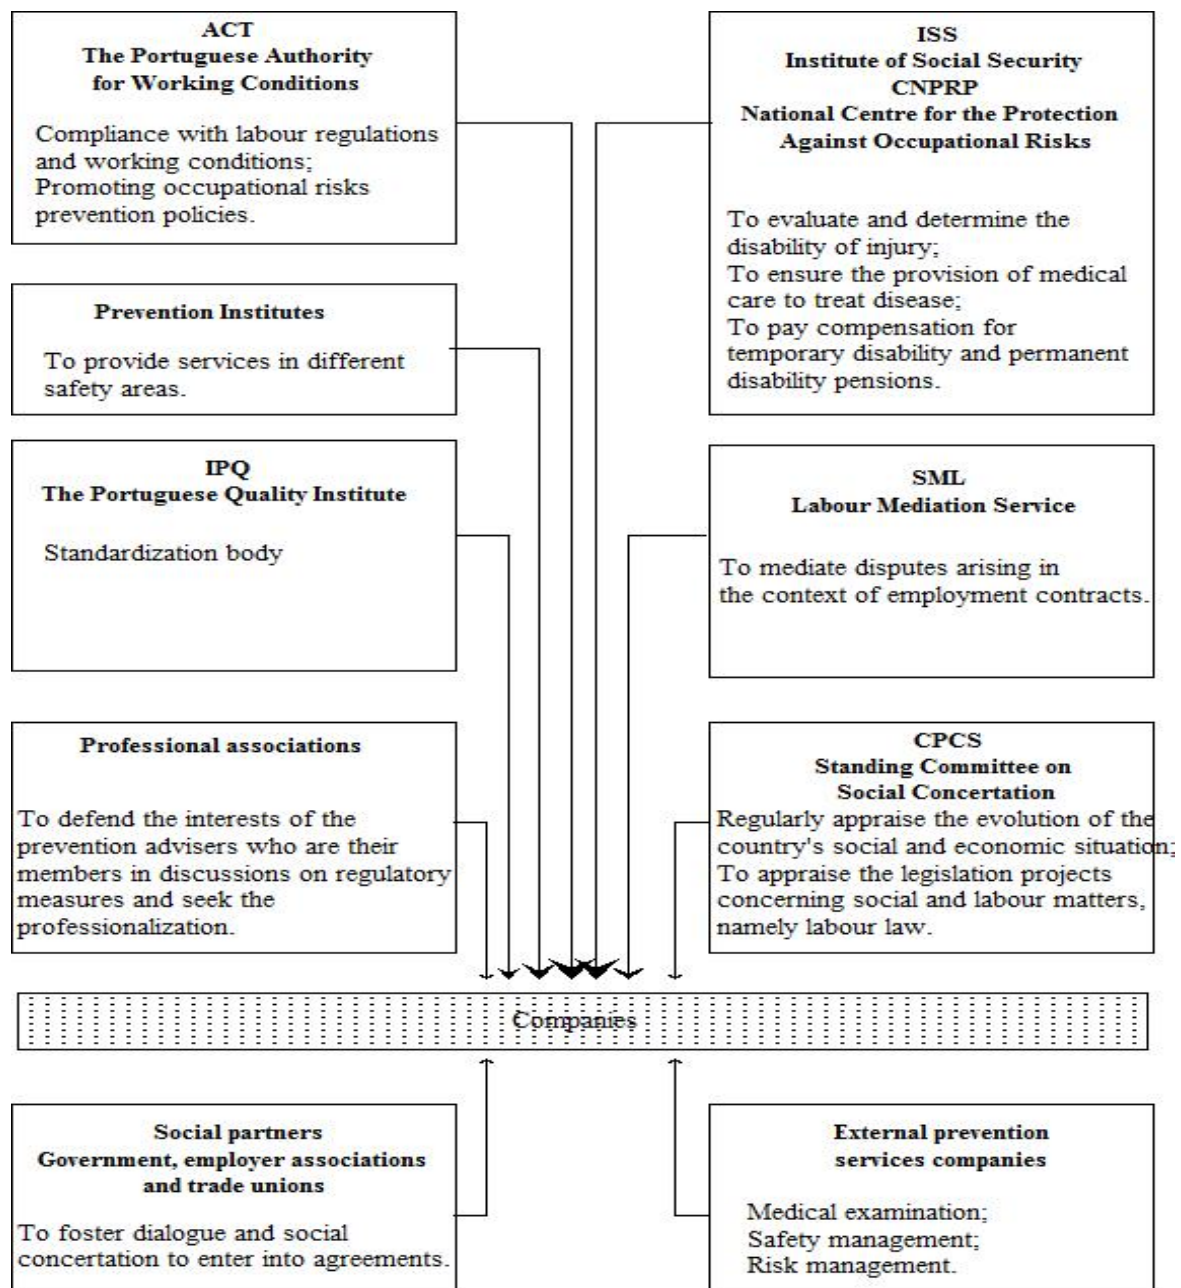 ACT
The Portuguese Authority
for Working Conditions
Compliance with labour regulations
and working conditions;
Promoting occupational risks
prevention policies.
ISS
Institute of Social Security
CNPRP
National Centre for the Protection
Against Occupational Risks
To evaluate and determine the
disability of injury;
To ensure the provision of medical
care to treat disease;
To pay compensation for
temporary disability and permanent
disability pensions.
Prevention Institutes
To provide services in different
safety areas.
IPQ
The Portuguese Quality Institute
Standardization body
SML
Labour Mediation Service
To mediate disputes arising in
the context of employment contracts.
Professional associations
To defend the interests of the
prevention advisers who are their
members in discussions on regulatory
measures and seek the
professionalization.
CPCS
Standing Committee on
Social Concertation
Regularly appraise the evolution of the
country's social and economic situation;
To appraise the legislation projects
concerning social and labour matters,
namely labour law.
Companies
Social partners
Government, employer associations
and trade unions
To foster dialogue and social
concertation to enter into agreements.
External prevention
services companies
Medical examination;
Safety management;
Risk management.